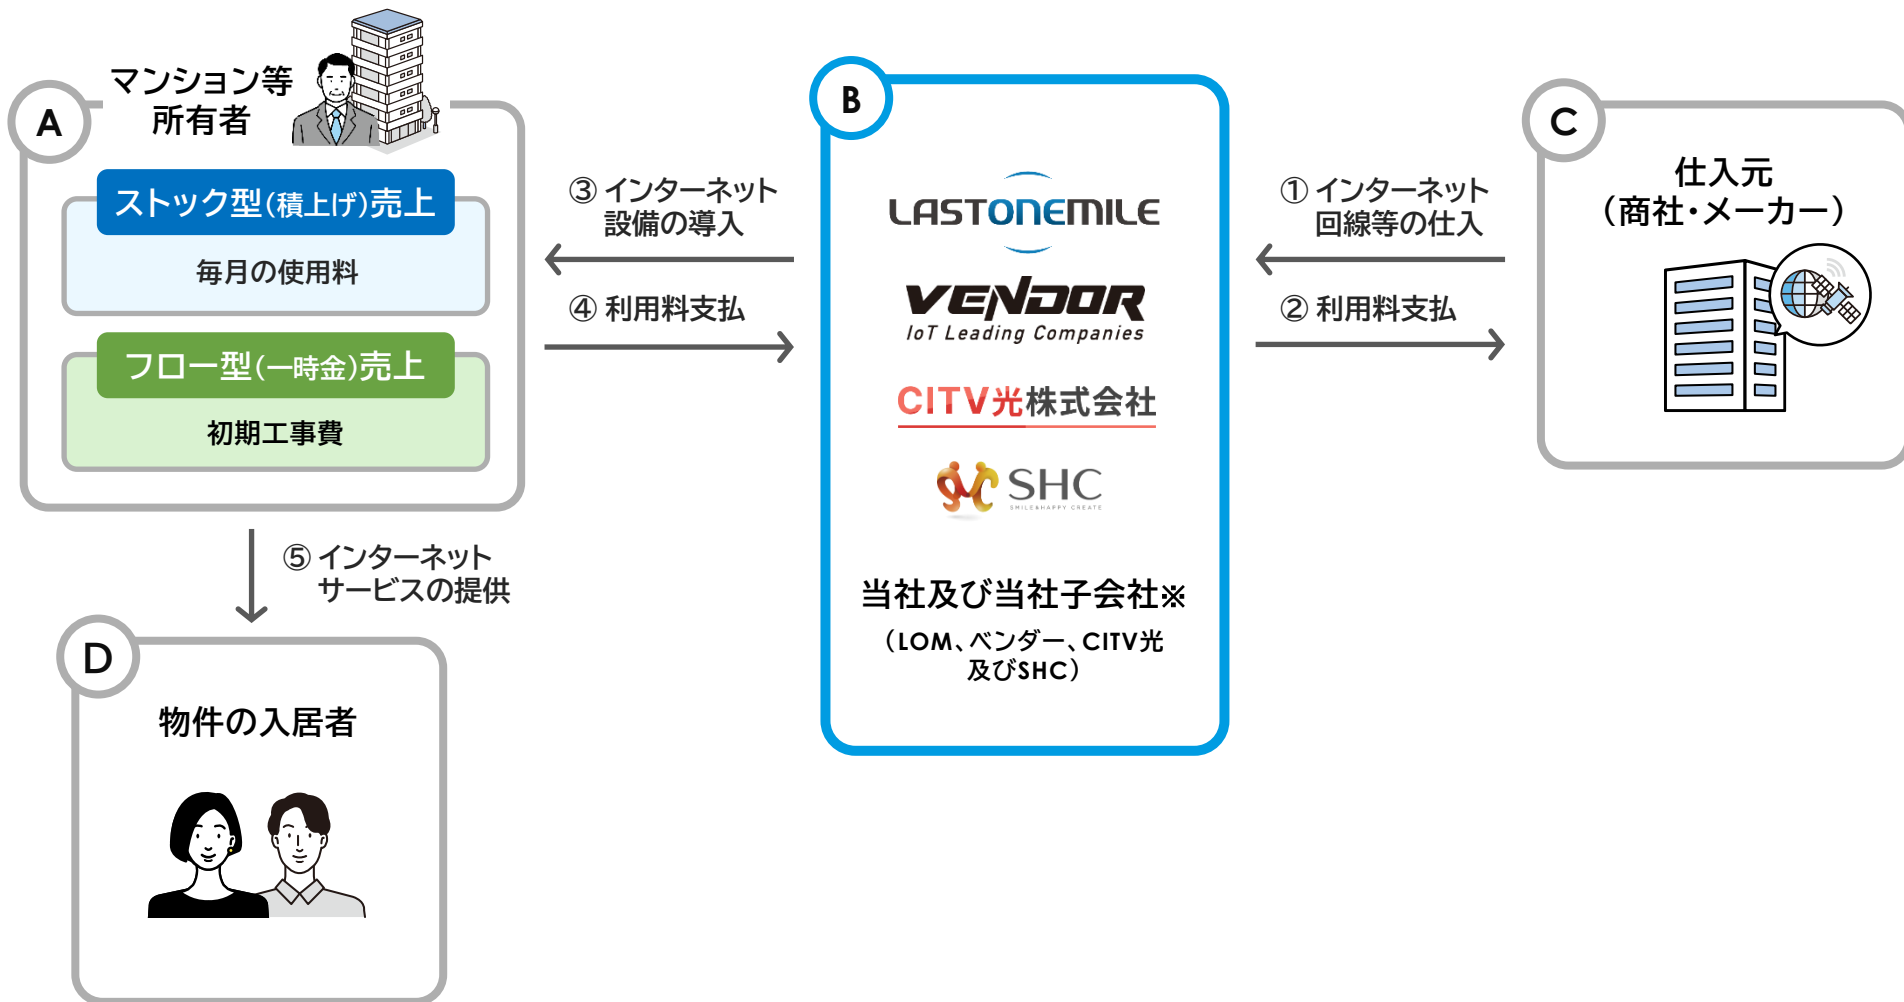 A
マンション等
所有者
ストック型(積上げ)売上
毎月の使用料
フロー型(一時金)売上
初期工事費
③ インターネット
設備の導入
④ 利用料支払
B
LASTONEMILE
VENDOR
IoT Leading Companies
CITV光株式会社
SHC
SMILE&HAPPY CREATE
当社及び当社子会社※
(LOM、ベンダー、CITV光
及びSHC)
① インターネット
回線等の仕入
② 利用料支払
C
仕入元
(商社・メーカー)
⑤ インターネット
サービスの提供
D
物件の入居者